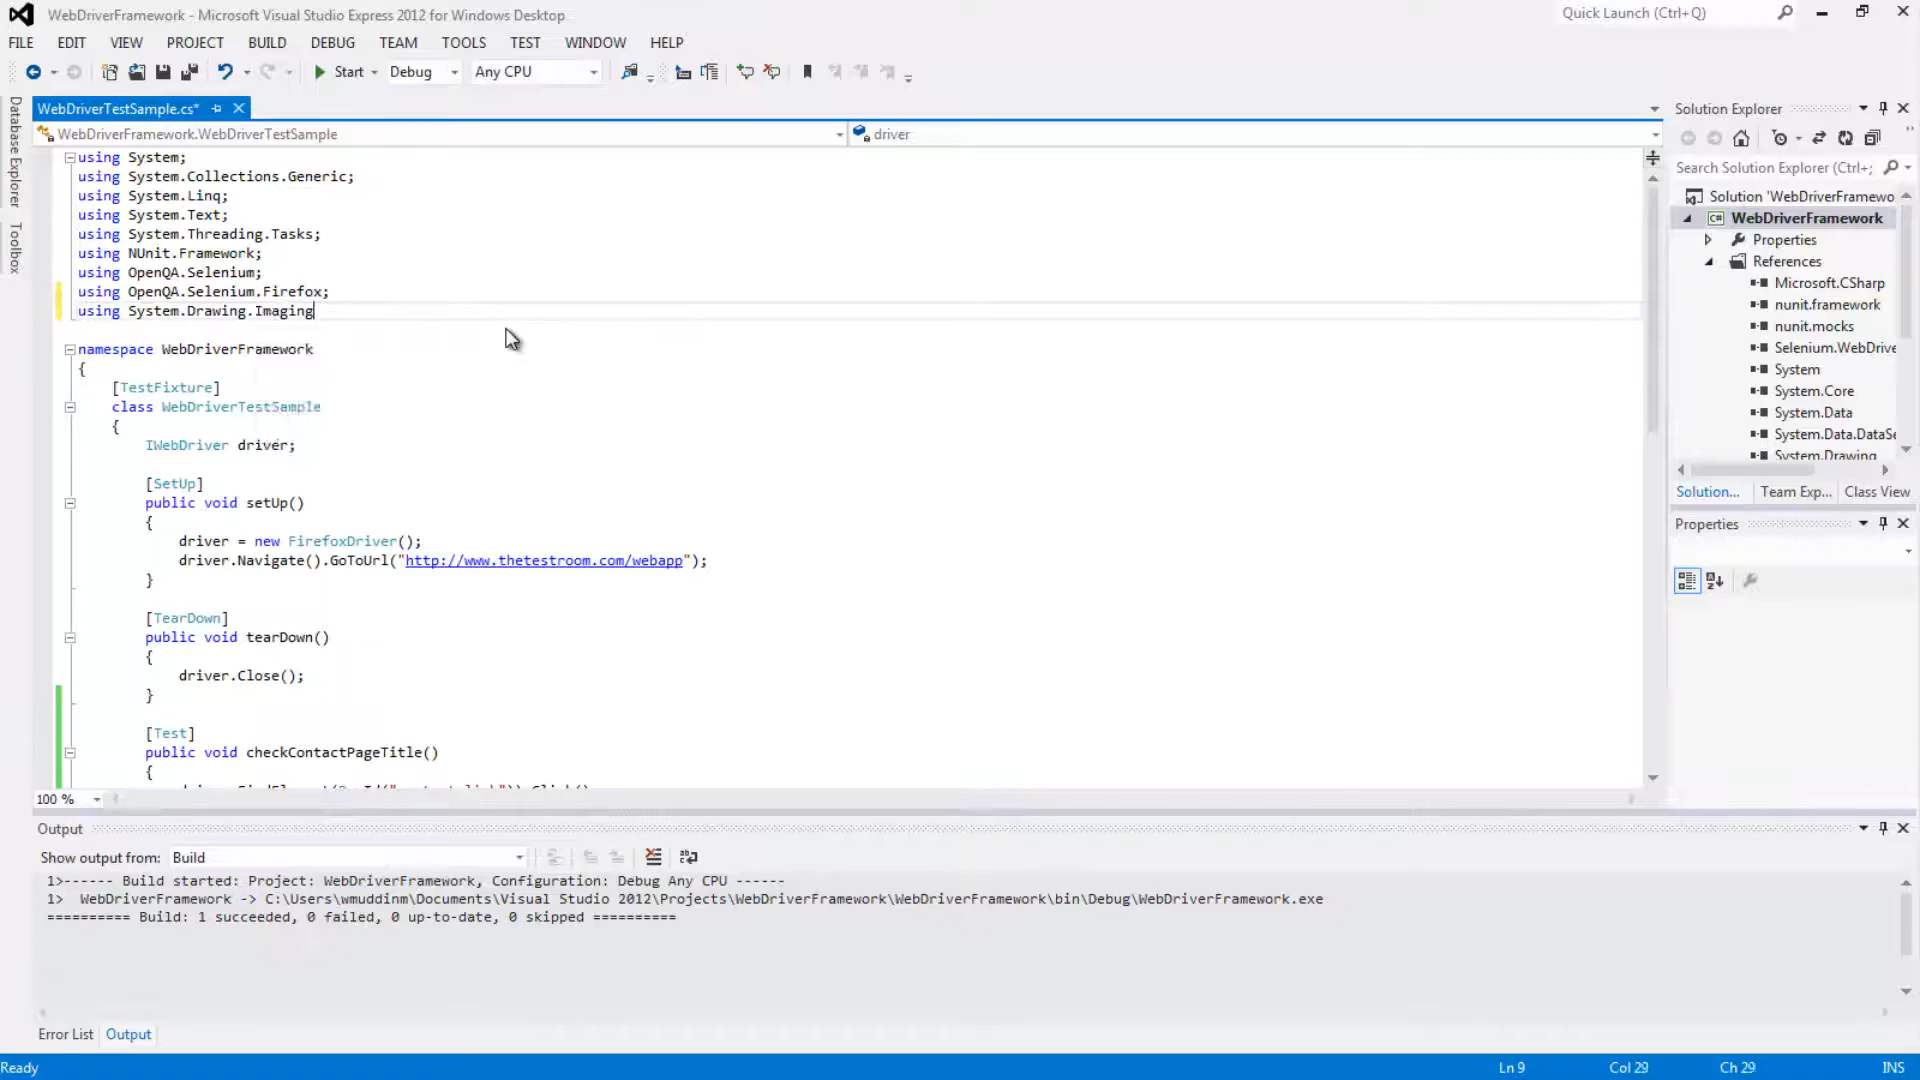 WebDriverFramework - Microsoft Visual Studio Express 2012 for Windows Desktop
Quick Launch (Ctrl+Q)
FILE EDIT VIEW PROJECT BUILD DEBUG TEAM TOOLS TEST WINDOW HELP
Start Debug Any CPU
Database Explorer
Toolbox
WebDriverTestSample.cs*
WebDriverFramework.WebDriverTestSample
driver
using System;
using System.Collections.Generic;
using System.Linq;
using System.Text;
using System.Threading.Tasks;
using NUnit.Framework;
using OpenQA.Selenium;
using OpenQA.Selenium.Firefox;
using System.Drawing.Imaging
namespace WebDriverFramework
{
[TestFixture]
class WebDriverTestSample
{
IWebDriver driver;
[SetUp]
public void setUp()
{
driver = new FirefoxDriver();
driver.Navigate().GoToUrl("http://www.thetestroom.com/webapp");
}
[TearDown]
public void tearDown()
{
driver.Close();
}
[Test]
public void checkContactPageTitle()
{
100 %
Solution Explorer
Search Solution Explorer (Ctrl+;
Solution 'WebDriverFramewo
C# WebDriverFramework
Properties
References
Microsoft.CSharp
nunit.framework
nunit.mocks
Selenium.WebDrive
System
System.Core
System.Data
System.Data.DataSe
System.Drawing
Solution... Team Exp... Class View
Properties
Output
Show output from: Build
1>------ Build started: Project: WebDriverFramework, Configuration: Debug Any CPU ------
1> WebDriverFramework -> C:\Users\wmuddinm\Documents\Visual Studio 2012\Projects\WebDriverFramework\WebDriverFramework\bin\Debug\WebDriverFramework.exe
========== Build: 1 succeeded, 0 failed, 0 up-to-date, 0 skipped ==========
Error List Output
Ready
Ln 9 Col 29 Ch 29 INS